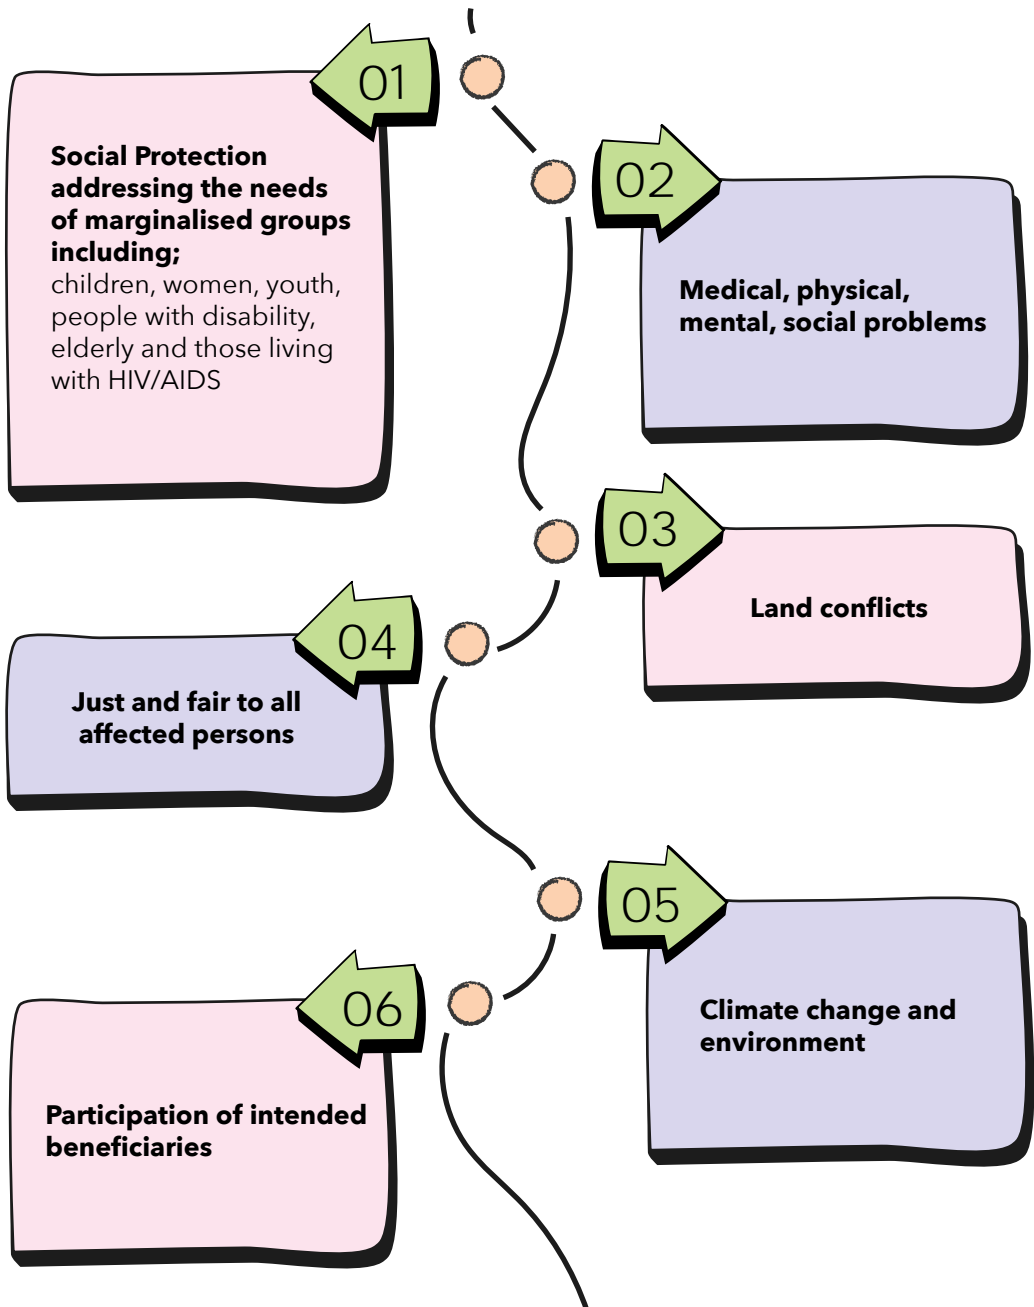 01
Social Protection
addressing the needs
of marginalised groups
including;
children, women, youth,
people with disability,
elderly and those living
with HIV/AIDS
02
Medical, physical,
mental, social problems
03
Land conflicts
04
Just and fair to all
affected persons
05
Climate change and
environment
06
Participation of intended
beneficiaries